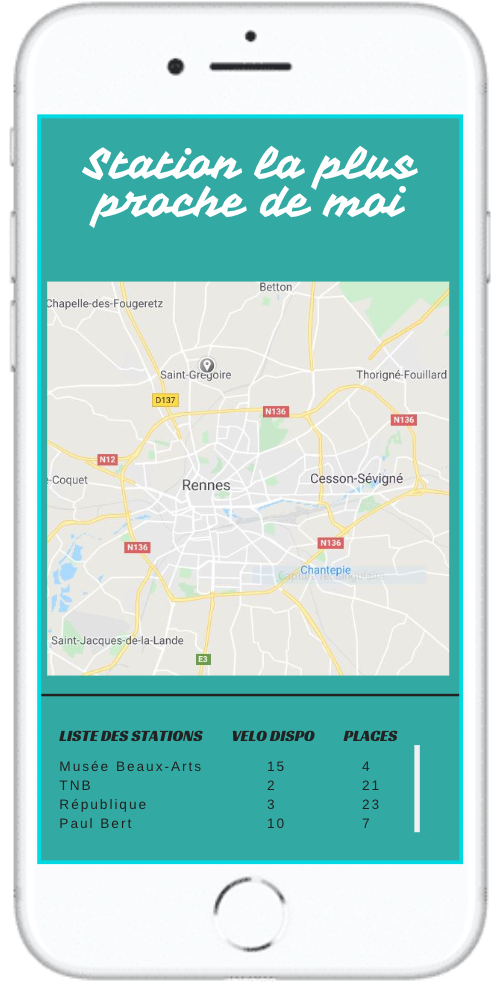 Station la plus
proche de moi
Betton
Chapelle-des-Fougeretz
Saint-Grégoire
Thorigné-Fouillard
D137
N136
N136
N12
e-Coquet
Rennes
Cesson-Sévigné
N136
N136
Chantepie
Saint-Jacques-de-la-Lande
E3
LISTE DES STATIONS VELO DISPO PLACES
Musée Beaux-Arts 15 4
TNB 2 21
République 3 23
Paul Bert 10 7